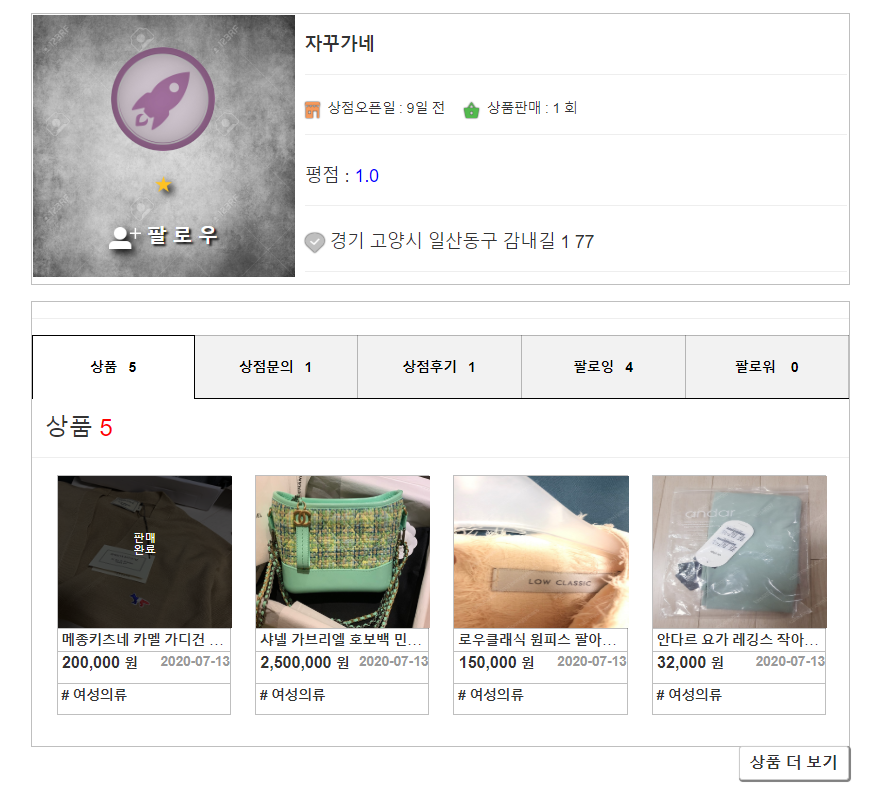 자꾸가네
상점오픈일 : 9일 전 상품판매 : 1 회
평점 : 1.0
경기 고양시 일산동구 감내길 1 77
123RF
팔 로 우
상품 5 상점문의 1 상점후기 1 팔로잉 4 팔로워 0
상품 5
판매
완료
LOW CLASSIC
andar
메종키츠네 카멜 가디건 ... 샤넬 가브리엘 호보백 민... 로우클래식 원피스 팔아... 안다르 요가 레깅스 작아...
200,000 원 2020-07-13 2,500,000 원 2020-07-13 150,000 원 2020-07-13 32,000 원 2020-07-13
# 여성의류 # 여성의류 # 여성의류 # 여성의류
상품 더 보기